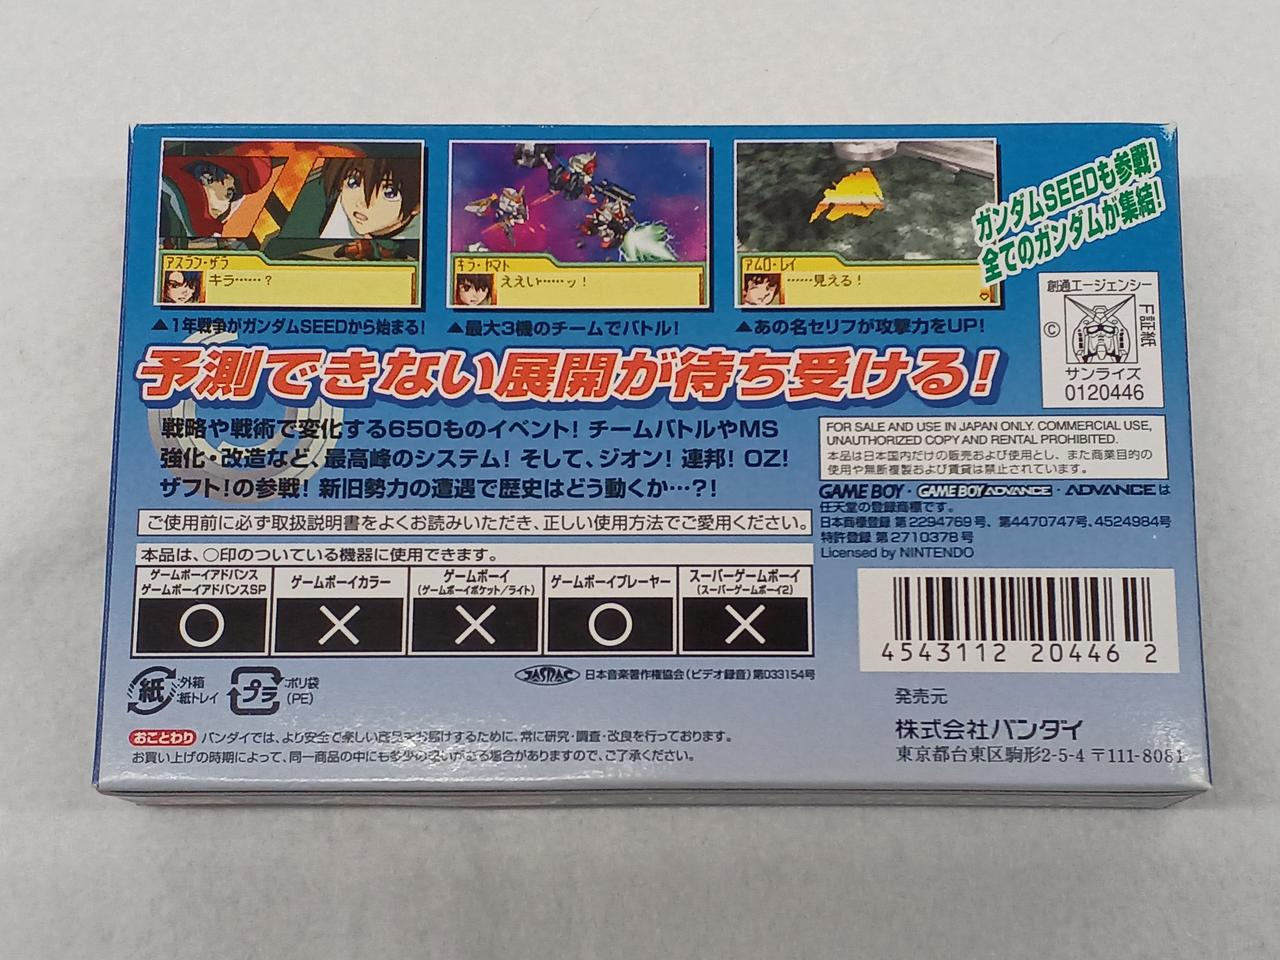 ガンダムSEEDも参戦!
全てのガンダムが集結!
アスラン・ザラ
キラ……?
キラ・ヤマト
ええい……ッ!
アムロ・レイ
……見える!
▲1年戦争がガンダムSEEDから始まる!
▲最大3機のチームでバトル!
▲あの名セリフが攻撃力をUP!
創通エージェンシー
©
F証紙
サンライズ
0120446
予測できない展開が待ち受ける!
戦略や戦術で変化する650ものイベント! チームバトルやMS
強化・改造など、最高峰のシステム! そして、ジオン! 連邦! OZ!
ザフト!の参戦! 新旧勢力の遭遇で歴史はどう動くか…?!
FOR SALE AND USE IN JAPAN ONLY. COMMERCIAL USE,
UNAUTHORIZED COPY AND RENTAL PROHIBITED.
本品は日本国内だけの販売および使用とし、また商業目的の
使用や無断複製および賃貸は禁止されています。
GAME BOY・GAME BOY ADVANCE・ADVANCEは
任天堂の登録商標です。
日本商標登録 第2294769号、第4470747号、4524984号
特許登録 第2710378号
Licensed by NINTENDO
ご使用前に必ず取扱説明書をよくお読みいただき、正しい使用方法でご愛用ください。
本品は、○印のついている機器に使用できます。
ゲームボーイアドバンス
ゲームボーイアドバンスSP
○
ゲームボーイカラー
×
ゲームボーイ
(ゲームボーイポケット/ライト)
×
ゲームボーイプレーヤー
○
スーパーゲームボーイ
(スーパーゲームボーイ2)
×
4543112 204462
紙
:外箱
:紙トレイ
プラ
:ポリ袋
(PE)
JASRAC
日本音楽著作権協会(ビデオ録音)第033154号
発売元
株式会社バンダイ
東京都台東区駒形2-5-4 〒111-8081
おことわり バンダイでは、より安全で楽しい商品をお届けするために、常に研究・調査・改良を行っております。
お買い上げの時期によって、同一商品の中にも多少の違いがある場合がありますので、ご了承ください。